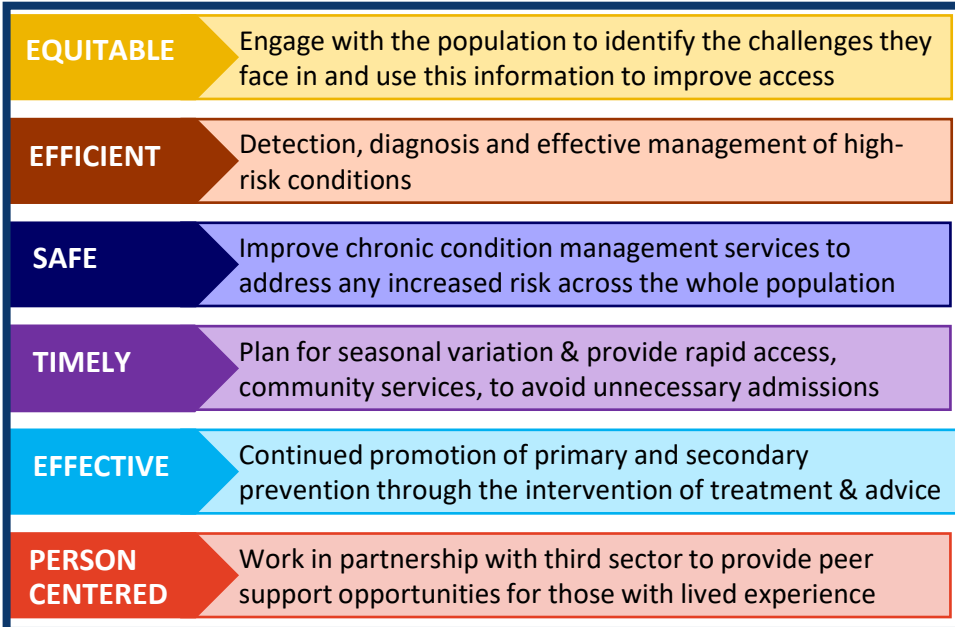 EQUITABLE
Engage with the population to identify the challenges they
face in and use this information to improve access
EFFICIENT
Detection, diagnosis and effective management of high-
risk conditions
SAFE
Improve chronic condition management services to
address any increased risk across the whole population
TIMELY
Plan for seasonal variation & provide rapid access,
community services, to avoid unnecessary admissions
EFFECTIVE
Continued promotion of primary and secondary
prevention through the intervention of treatment & advice
PERSON
CENTERED
Work in partnership with third sector to provide peer
support opportunities for those with lived experience